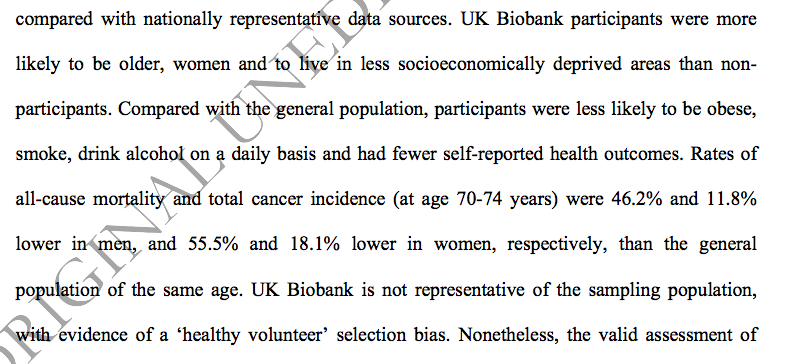 compared with nationally representative data sources. UK Biobank participants were more
likely to be older, women and to live in less socioeconomically deprived areas than non-
participants. Compared with the general population, participants were less likely to be obese,
smoke, drink alcohol on a daily basis and had fewer self-reported health outcomes. Rates of
all-cause mortality and total cancer incidence (at age 70-74 years) were 46.2% and 11.8%
lower in men, and 55.5% and 18.1% lower in women, respectively, than the general
population of the same age. UK Biobank is not representative of the sampling population,
with evidence of a ‘healthy volunteer’ selection bias. Nonetheless, the valid assessment of
ORIGINAL UNED